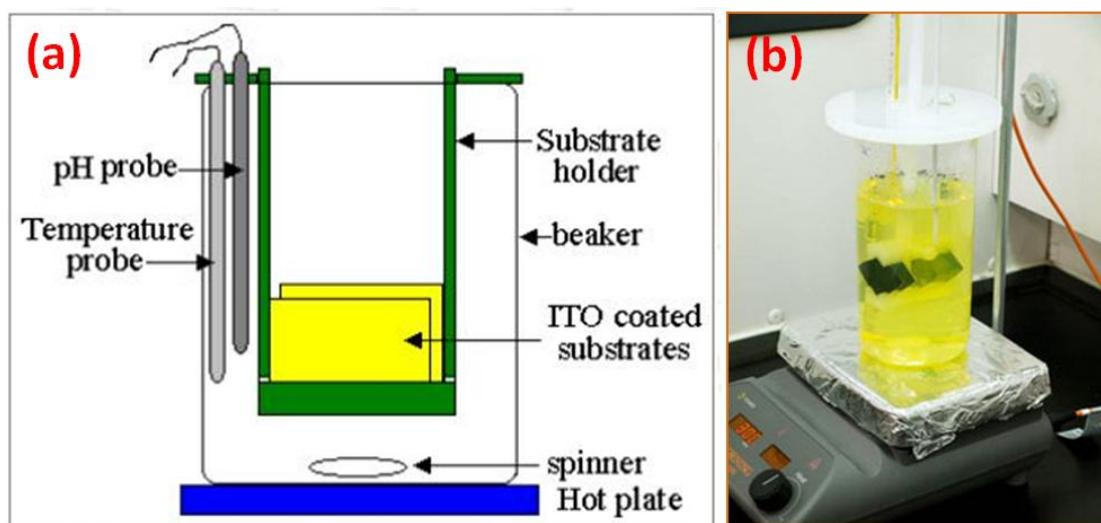 (a)
pH probe
Temperature
probe
Substrate
holder
beaker
ITO coated
substrates
spinner
Hot plate
(b)